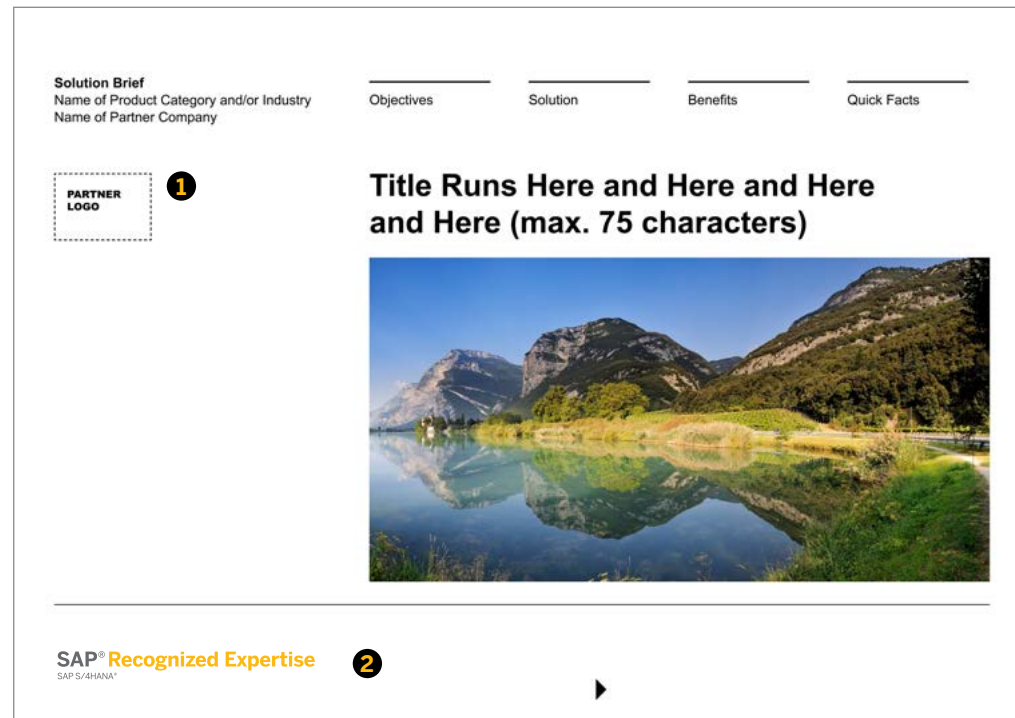 Solution Brief
Name of Product Category and/or Industry
Name of Partner Company
Objectives
Solution
Benefits
Quick Facts
PARTNER
LOGO
1
Title Runs Here and Here and Here
and Here (max. 75 characters)
SAP® Recognized Expertise
SAP S/4HANA®
2